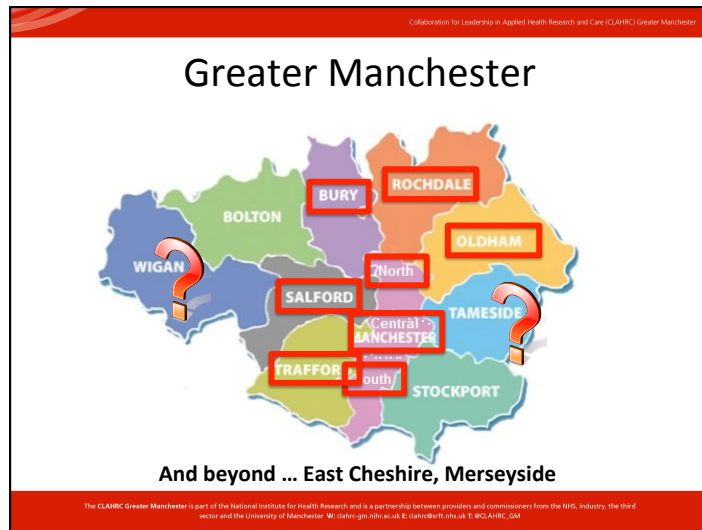 Collaboration for Leadership in Applied Health Research and Care (CLAHRC) Greater Manchester
Greater Manchester
BURY
ROCHDALE
BOLTON
OLDHAM
WIGAN
?
?North
SALFORD
TAMESIDE
?
Central
MANCHESTER
TRAFFORD
outh
STOCKPORT
And beyond ... East Cheshire, Merseyside
The CLAHRC Greater Manchester is part of the National Institute for Health Research and is a partnership between providers and commissioners from the NHS, industry, the third
sector and the University of Manchester W: clahrc-gm.nihr.ac.uk E: clahrc@srft.nhs.uk T: @CLAHRC_GM